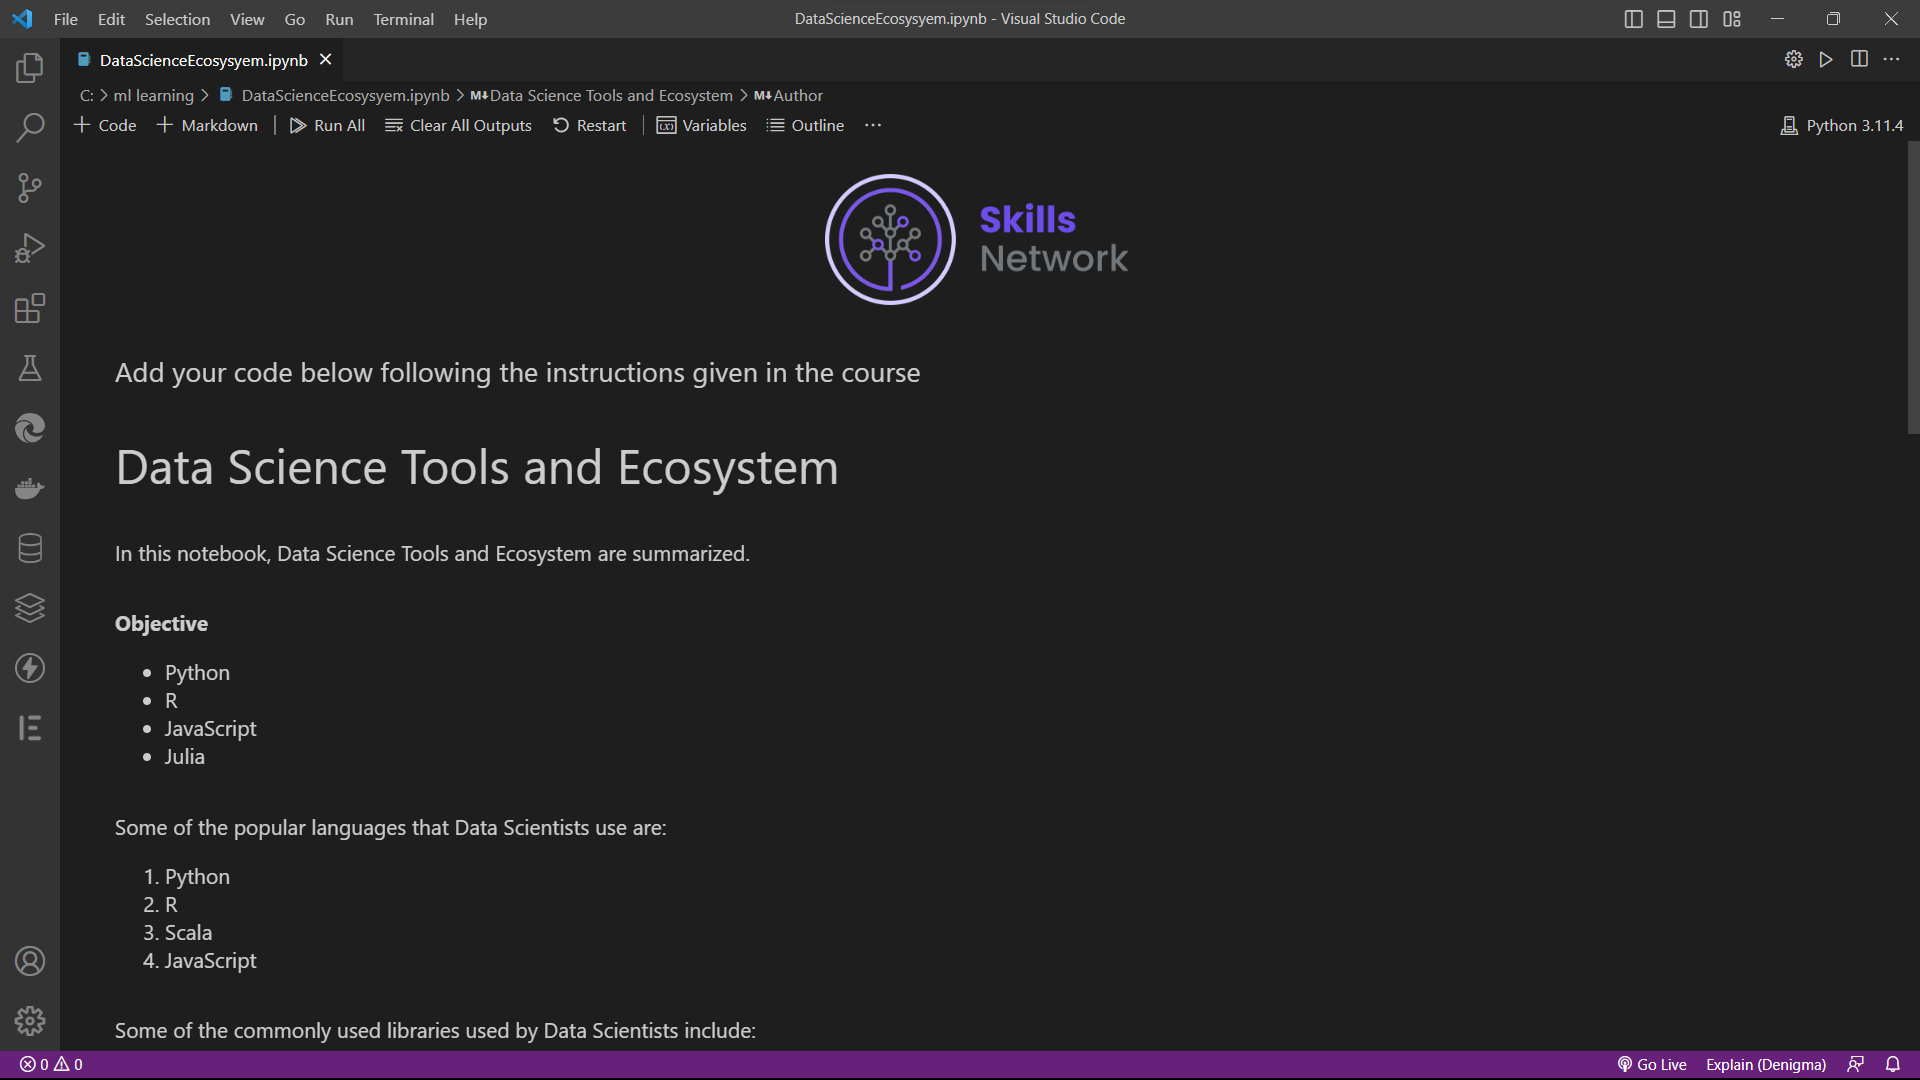 File Edit Selection View Go Run Terminal Help
DataScienceEcosysyem.ipynb - Visual Studio Code
DataScienceEcosysyem.ipynb
C: > ml learning > DataScienceEcosysyem.ipynb > M↓Data Science Tools and Ecosystem > M↓Author
+ Code + Markdown | Run All Clear All Outputs Restart | Variables Outline ···
Python 3.11.4
Skills
Network
Add your code below following the instructions given in the course
Data Science Tools and Ecosystem
In this notebook, Data Science Tools and Ecosystem are summarized.
Objective
• Python
• R
• JavaScript
• Julia
Some of the popular languages that Data Scientists use are:
1. Python
2. R
3. Scala
4. JavaScript
Some of the commonly used libraries used by Data Scientists include:
0 0
Go Live Explain (Denigma)